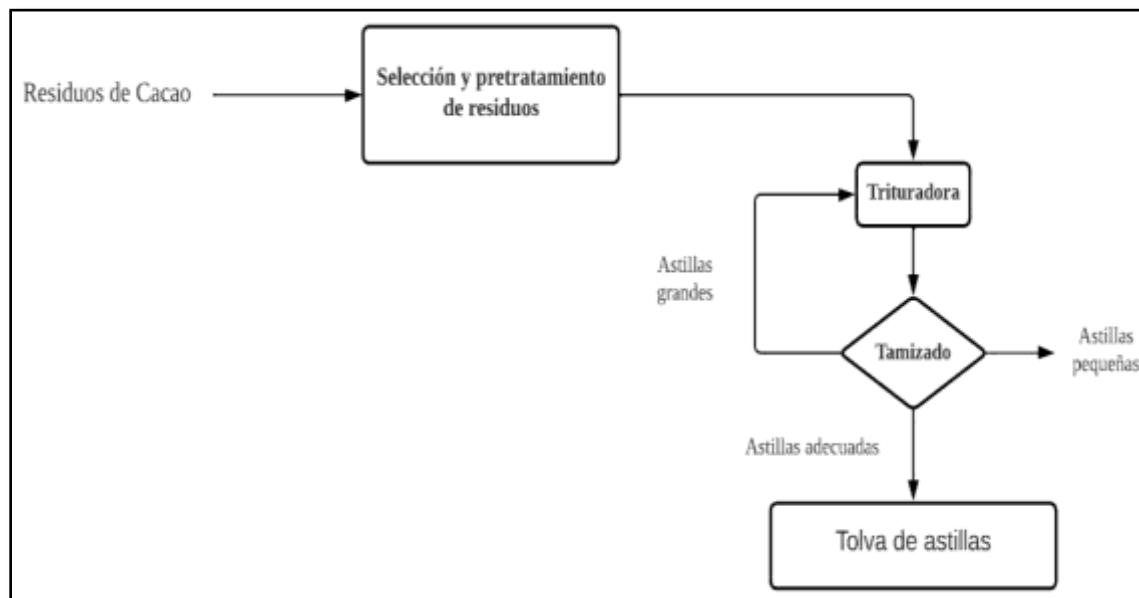 Residuos de Cacao
Selección y pretratamiento
de residuos
Trituradora
Astillas
grandes
Tamizado
Astillas
pequeñas
Astillas adecuadas
Tolva de astillas